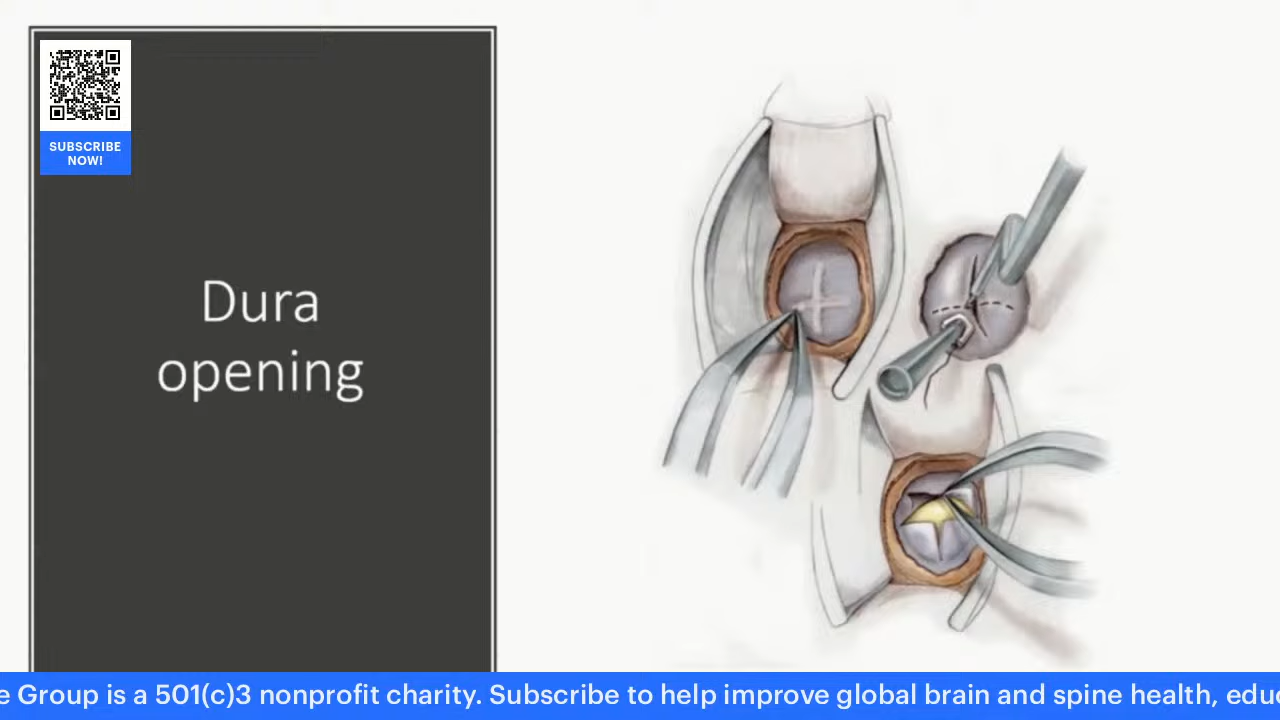 SUBSCRIBE
NOW!
Dura
opening
e Group is a 501(c)3 nonprofit charity. Subscribe to help improve global brain and spine health, educ